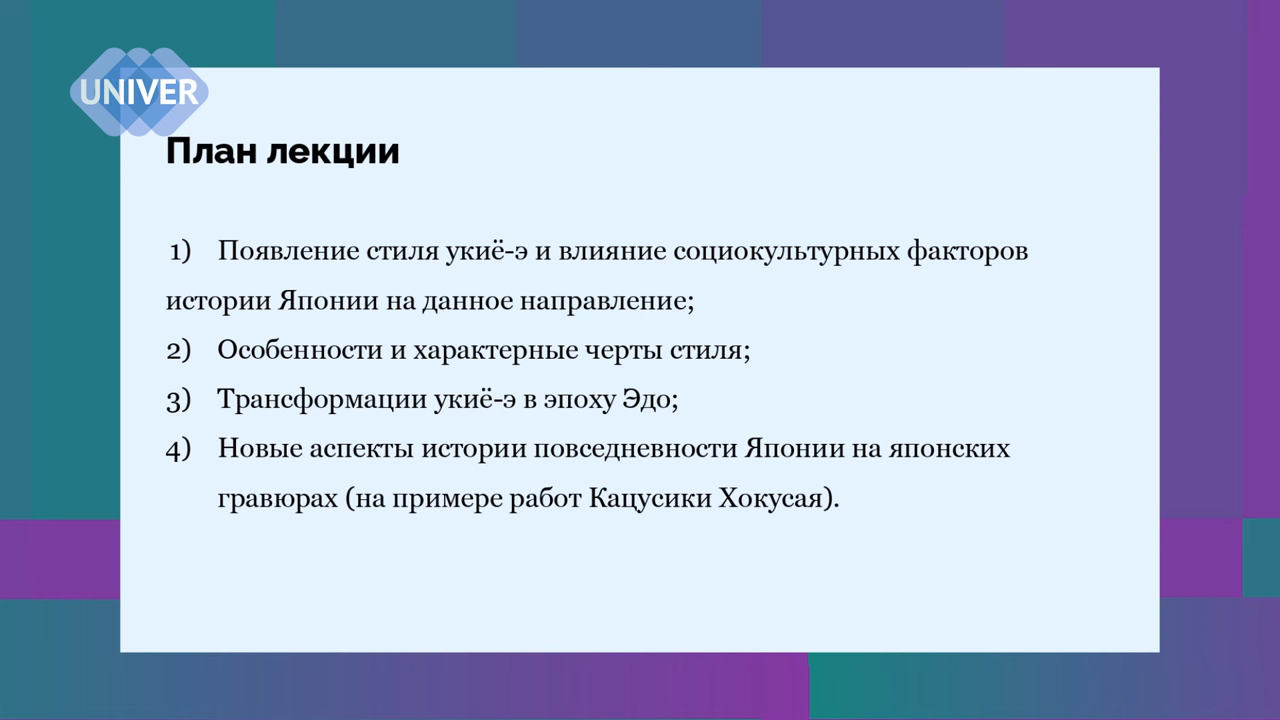 UNIVER
План лекции
1) Появление стиля укиё-э и влияние социокультурных факторов
истории Японии на данное направление;
2) Особенности и характерные черты стиля;
3) Трансформации укиё-э в эпоху Эдо;
4) Новые аспекты истории повседневности Японии на японских
гравюрах (на примере работ Кацусики Хокусая).